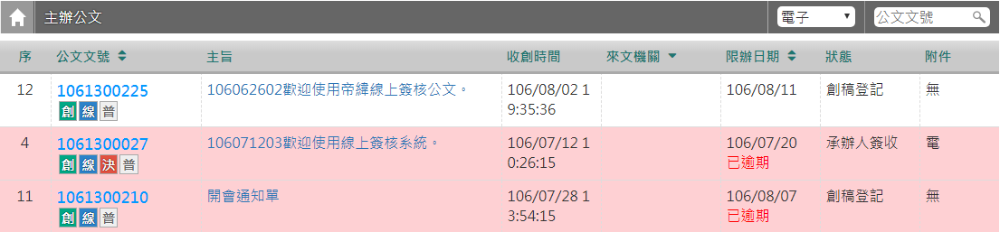 主辦公文 電子 公文文號
序 公文文號 主旨 收創時間 來文機關 限辦日期 狀態 附件
12 1061300225 106062602歡迎使用帝緯線上簽核公文。 106/08/02 1 106/08/11 創稿登記 無
創 線 普 9:35:36
4 1061300027 106071203歡迎使用線上簽核系統。 106/07/12 1 106/07/20 承辦人簽收 電
創 線 決 普 0:26:15 已逾期
11 1061300210 開會通知單 106/07/28 1 106/08/07 創稿登記 無
創 線 普 3:54:15 已逾期